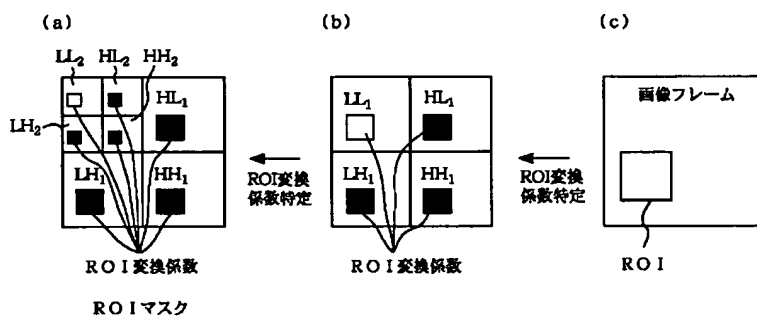 (a)
(b)
(c)
LL₂ HL₂ HH₂
LH₂
HL₁
LH₁ HH₁
ROI変換係数
ROIマスク
ROI変換
係数特定
LL₁ HL₁
LH₁ HH₁
ROI変換係数
ROI変換
係数特定
画像フレーム
ROI